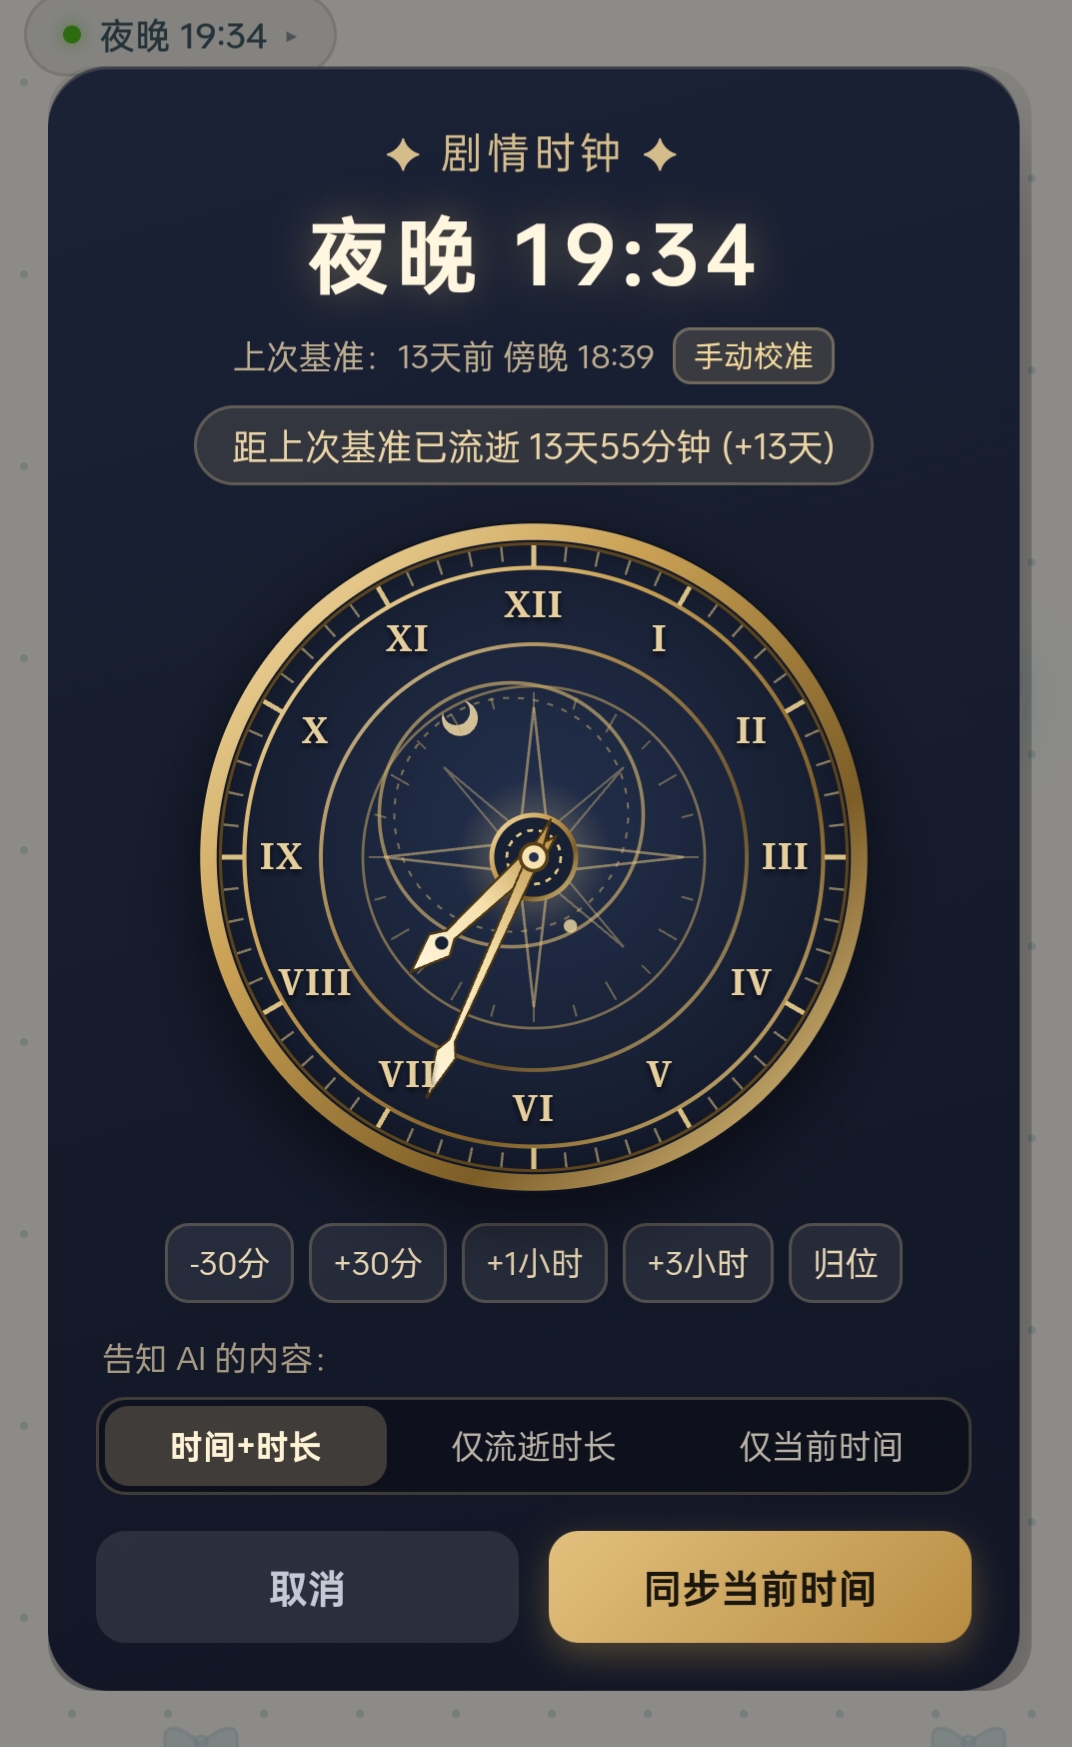 夜晚 19:34 ▸
✦ 剧情时钟 ✦
夜晚 19:34
上次基准：13天前 傍晚 18:39 手动校准
距上次基准已流逝 13天55分钟 (+13天)
XII
XI I
X II
IX III
VIII IV
VII V
VI
-30分 +30分 +1小时 +3小时 归位
告知 AI 的内容：
时间+时长 仅流逝时长 仅当前时间
取消 同步当前时间